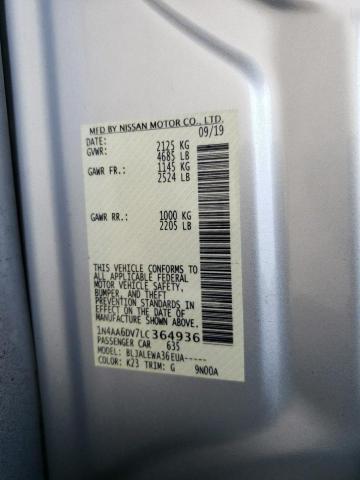 MFD BY NISSAN MOTOR CO., LTD.
DATE: 09/19
GVWR: 2125 KG
4685 LB
GAWR FR.: 1145 KG
2524 LB
GAWR RR.: 1000 KG
2205 LB
THIS VEHICLE CONFORMS TO
ALL APPLICABLE FEDERAL
MOTOR VEHICLE SAFETY,
BUMPER, AND THEFT
PREVENTION STANDARDS IN
EFFECT ON THE DATE OF
MANUFACTURE SHOWN ABOVE.
1N4AA6DV7LC364936
PASSENGER CAR 635
MODEL: BLJALEWA36EUA-----
COLOR: K23 TRIM: G 9N00A